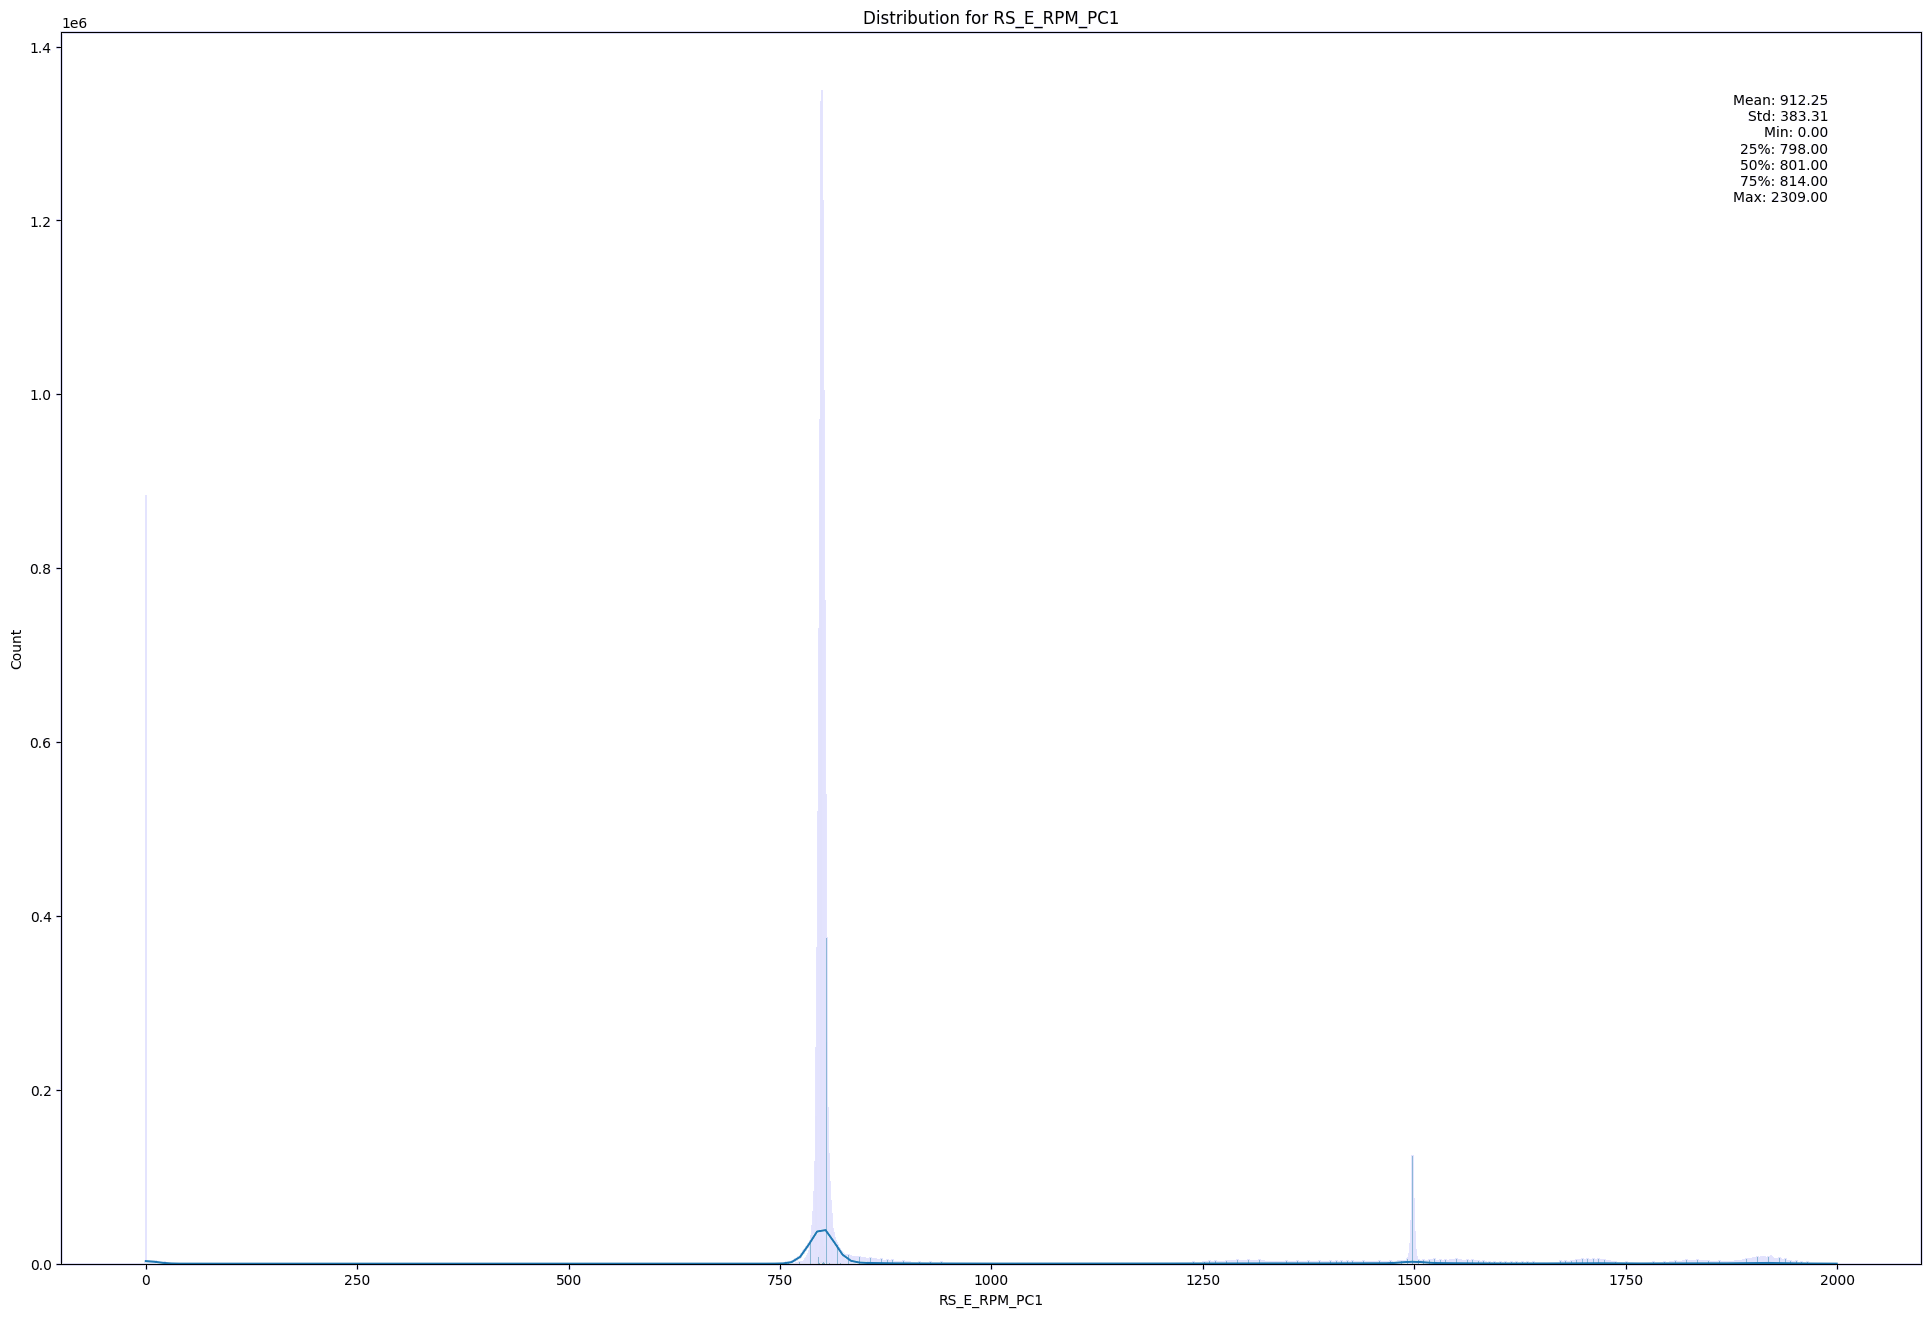 Distribution for RS_E_RPM_PC1
1e6
1.4
1.2
1.0
0.8
0.6
0.4
0.2
0.0
Count
Mean: 912.25
Std: 383.31
Min: 0.00
25%: 798.00
50%: 801.00
75%: 814.00
Max: 2309.00
0 250 500 750 1000 1250 1500 1750 2000
RS_E_RPM_PC1